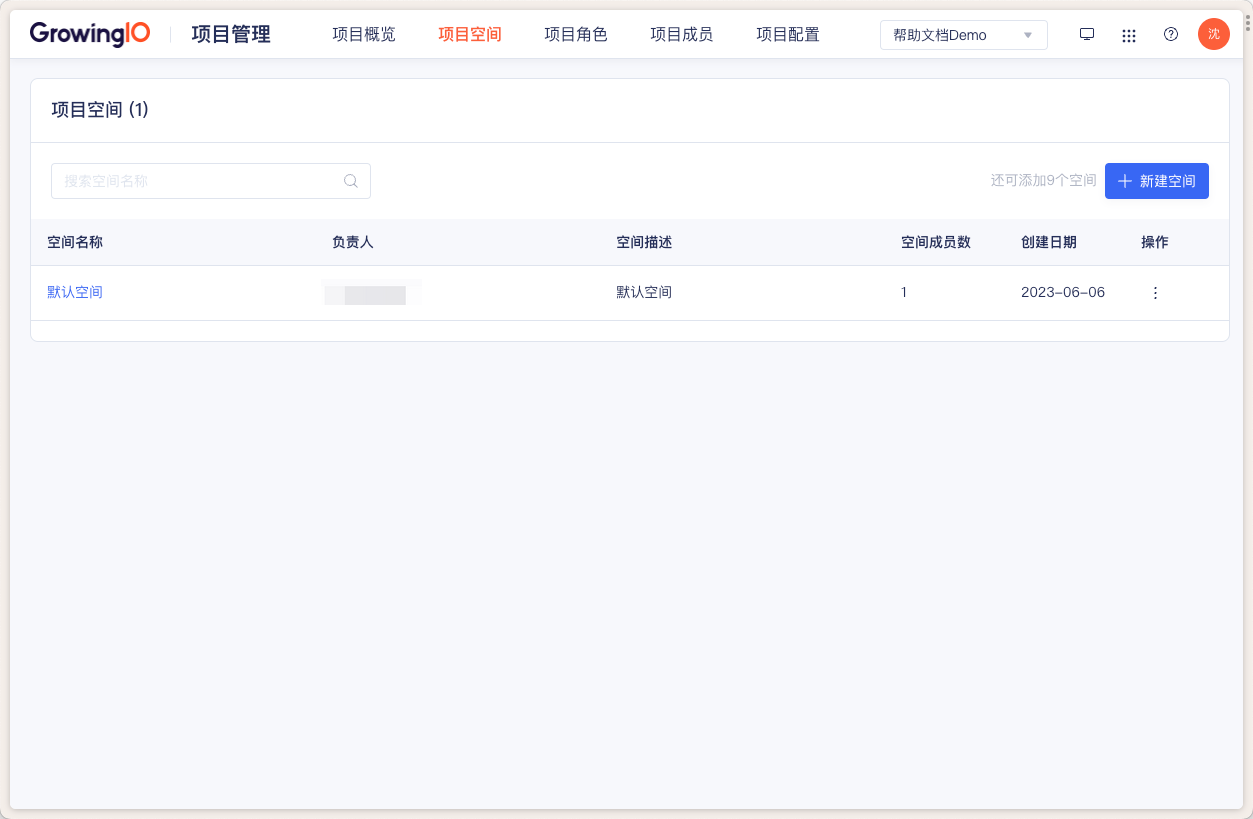 GrowingIO 项目管理 项目概览 项目空间 项目角色 项目成员 项目配置 帮助文档Demo 沈
项目空间 (1)
搜索空间名称 还可添加9个空间 新建空间
空间名称 负责人 空间描述 空间成员数 创建日期 操作
默认空间 默认空间 1 2023-06-06